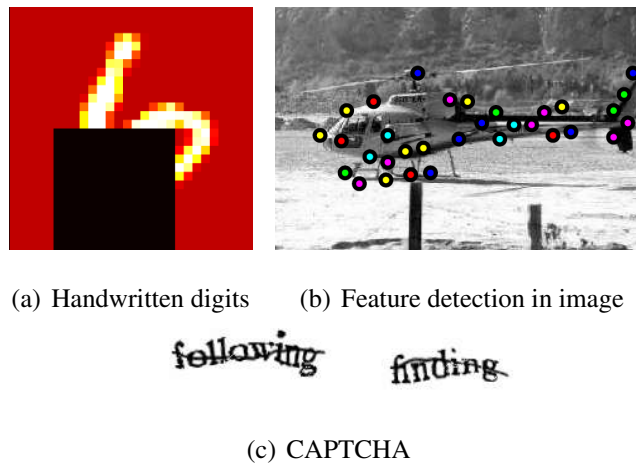 (a) Handwritten digits (b) Feature detection in image
following finding
(c) CAPTCHA